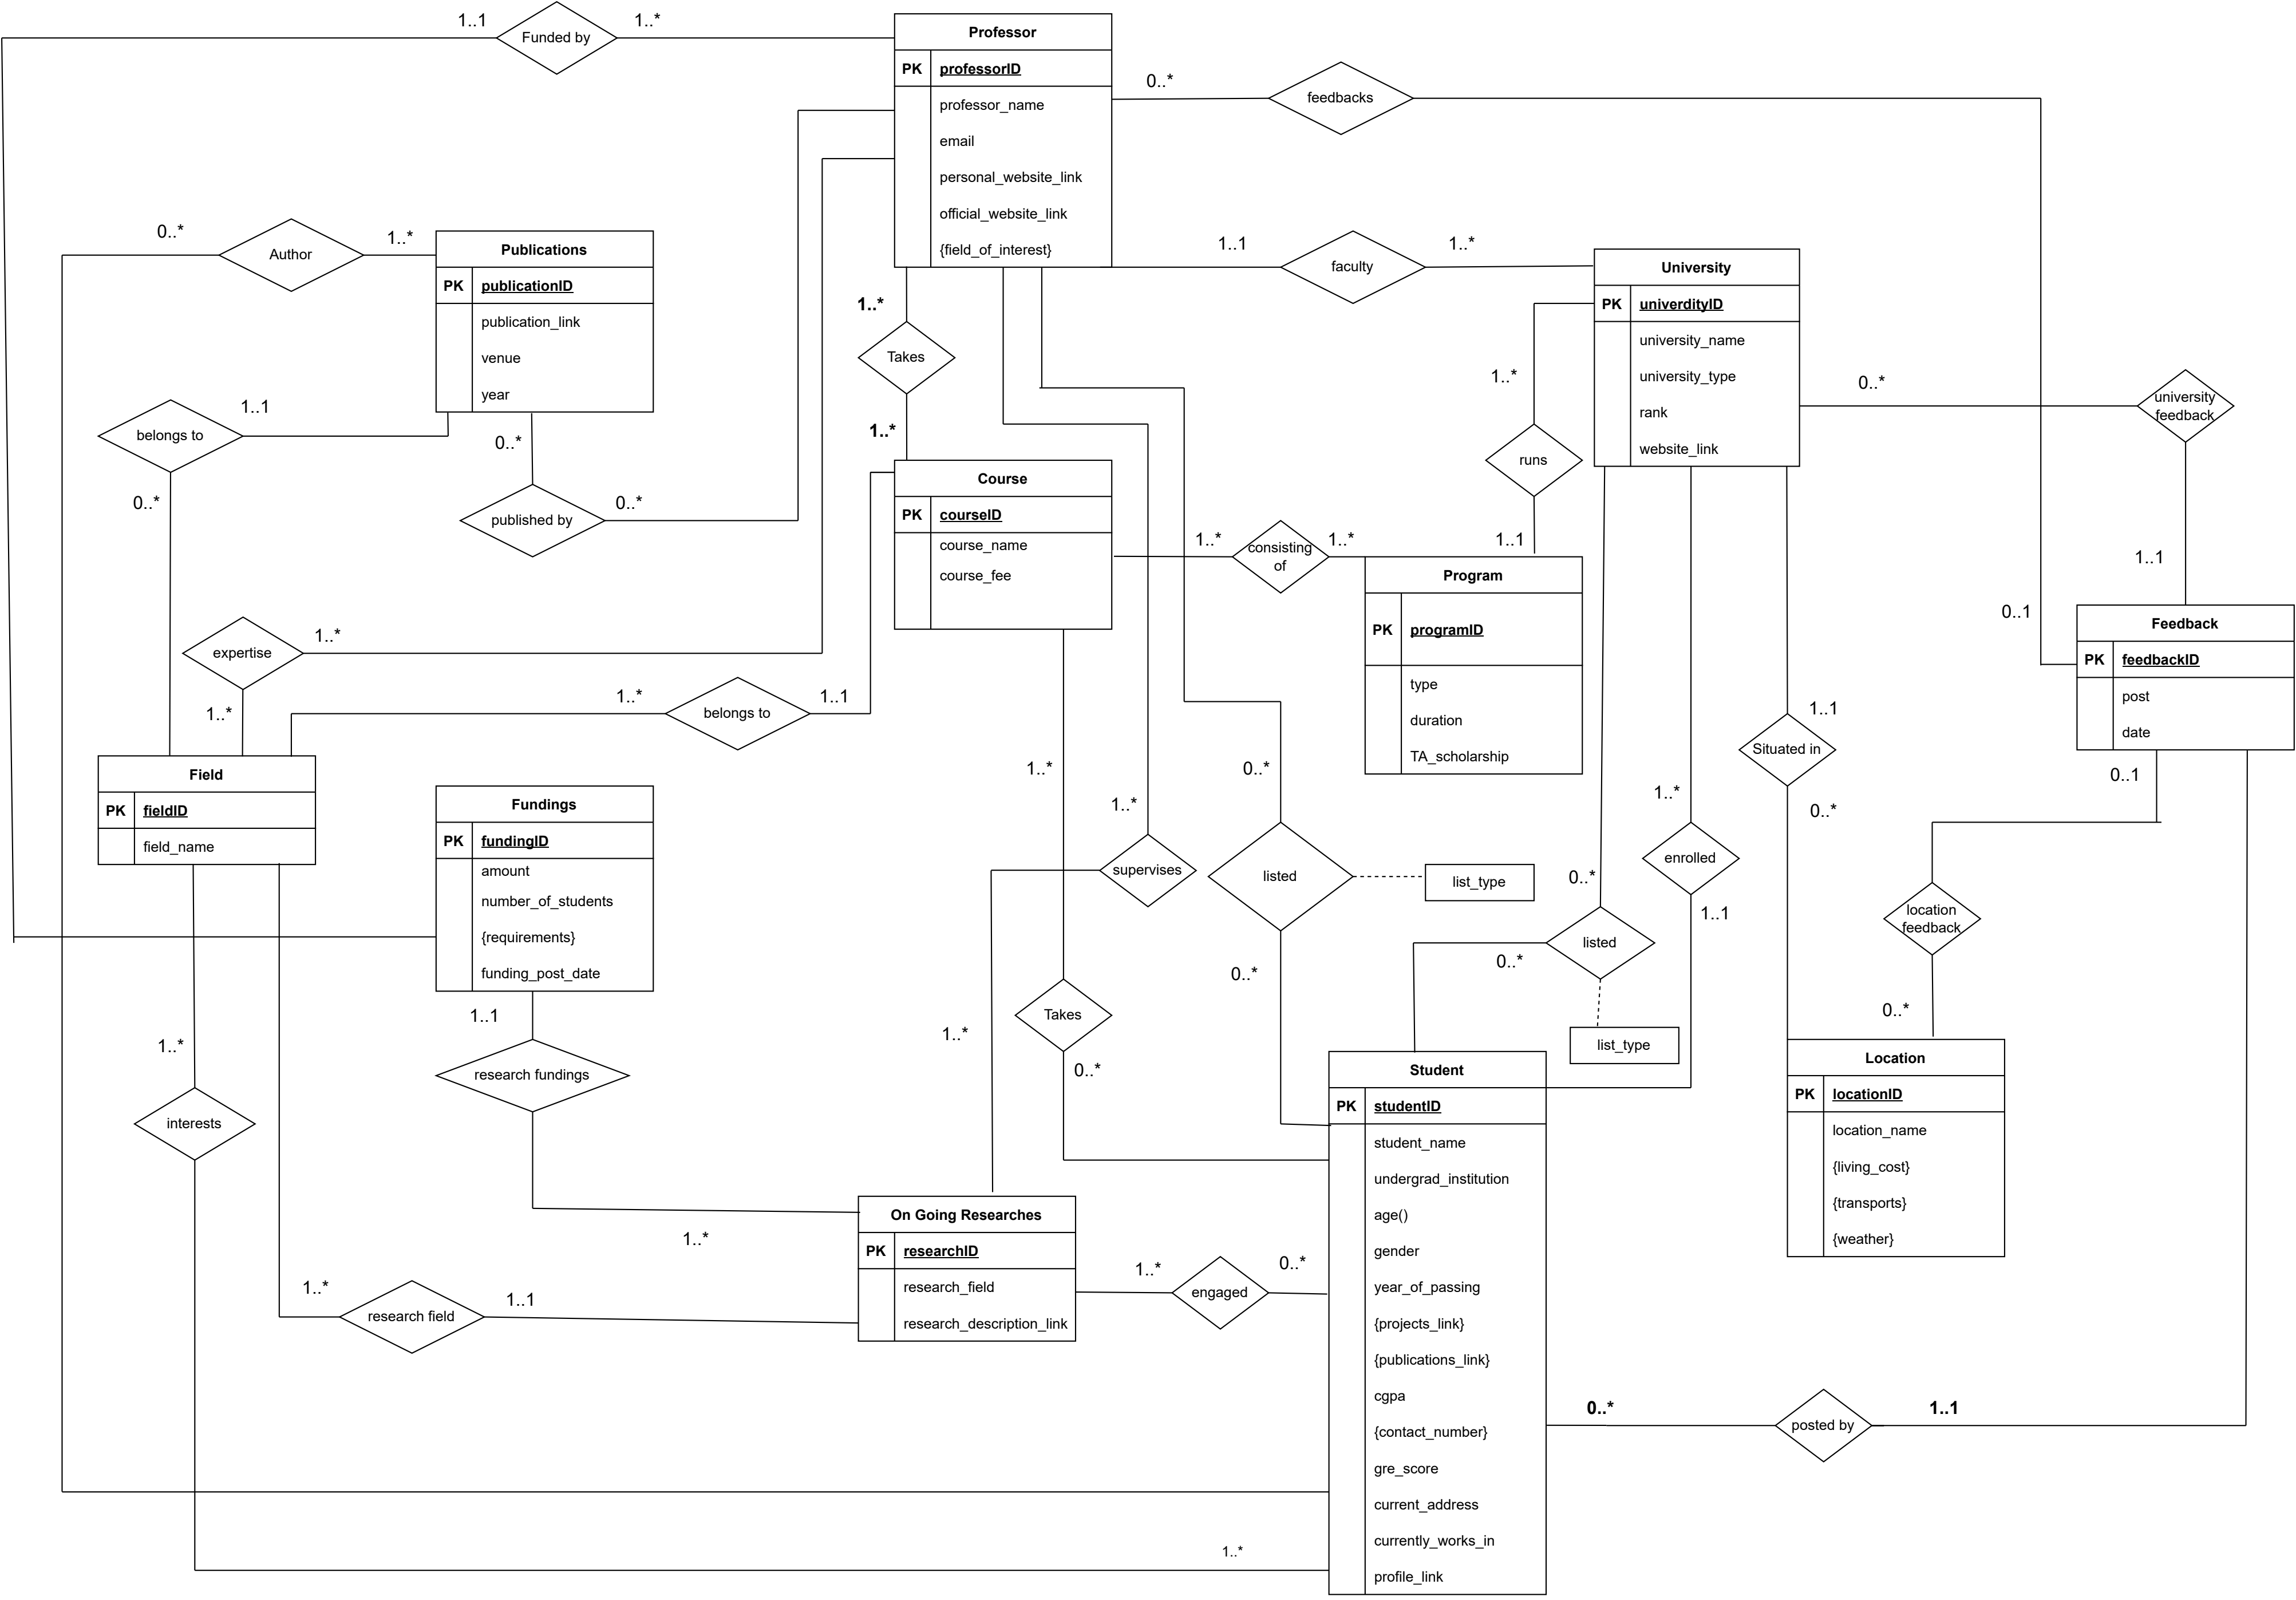 1..1
Funded by
1..*
Professor
PK
professorID
professor_name
email
personal_website_link
official_website_link
{field_of_interest}
0..*
feedbacks
0..*
Author
1..*
Publications
PK
publicationID
publication_link
venue
year
1..1
faculty
1..*
University
PK
univerdityID
university_name
university_type
rank
website_link
1..*
Takes
1..*
1..*
runs
1..1
0..*
university
feedback
1..1
belongs to
1..1
0..*
0..*
published by
0..*
Course
PK
courseID
course_name
course_fee
1..*
consisting
of
1..*
Program
PK
programID
type
duration
TA_scholarship
0..1
Feedback
PK
feedbackID
post
date
expertise
1..*
1..*
1..*
belongs to
1..1
Field
PK
fieldID
field_name
Fundings
PK
fundingID
amount
number_of_students
{requirements}
funding_post_date
1..*
1..*
supervises
1..*
0..*
listed
list_type
0..*
0..*
listed
0..*
list_type
1..*
enrolled
1..1
1..1
Situated in
0..*
0..1
location
feedback
0..*
1..1
research fundings
1..*
Takes
0..*
1..*
interests
Student
PK
studentID
student_name
undergrad_institution
age()
gender
year_of_passing
{projects_link}
{publications_link}
cgpa
{contact_number}
gre_score
current_address
currently_works_in
profile_link
Location
PK
locationID
location_name
{living_cost}
{transports}
{weather}
On Going Researches
PK
researchID
research_field
research_description_link
1..*
research field
1..1
1..*
engaged
0..*
0..*
posted by
1..1
1..*